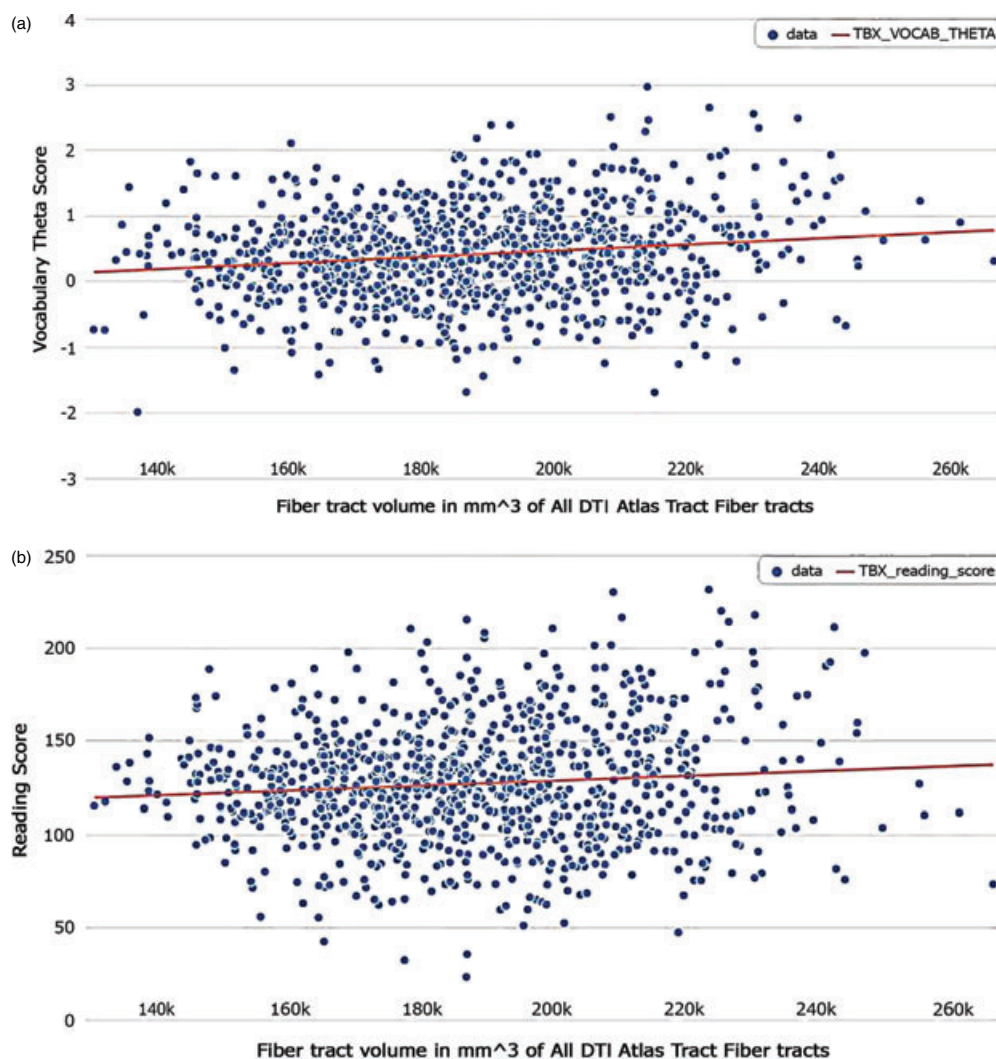 (a)
4
data TBX_VOCAB_THETA
3
2
1
0
-1
-2
-3
Vocabulary Theta Score
140k 160k 180k 200k 220k 240k 260k
Fiber tract volume in mm^3 of All DTI Atlas Tract Fiber tracts
(b)
250
data TBX_reading_score
200
150
100
50
0
Reading Score
140k 160k 180k 200k 220k 240k 260k
Fiber tract volume in mm^3 of All DTI Atlas Tract Fiber tracts